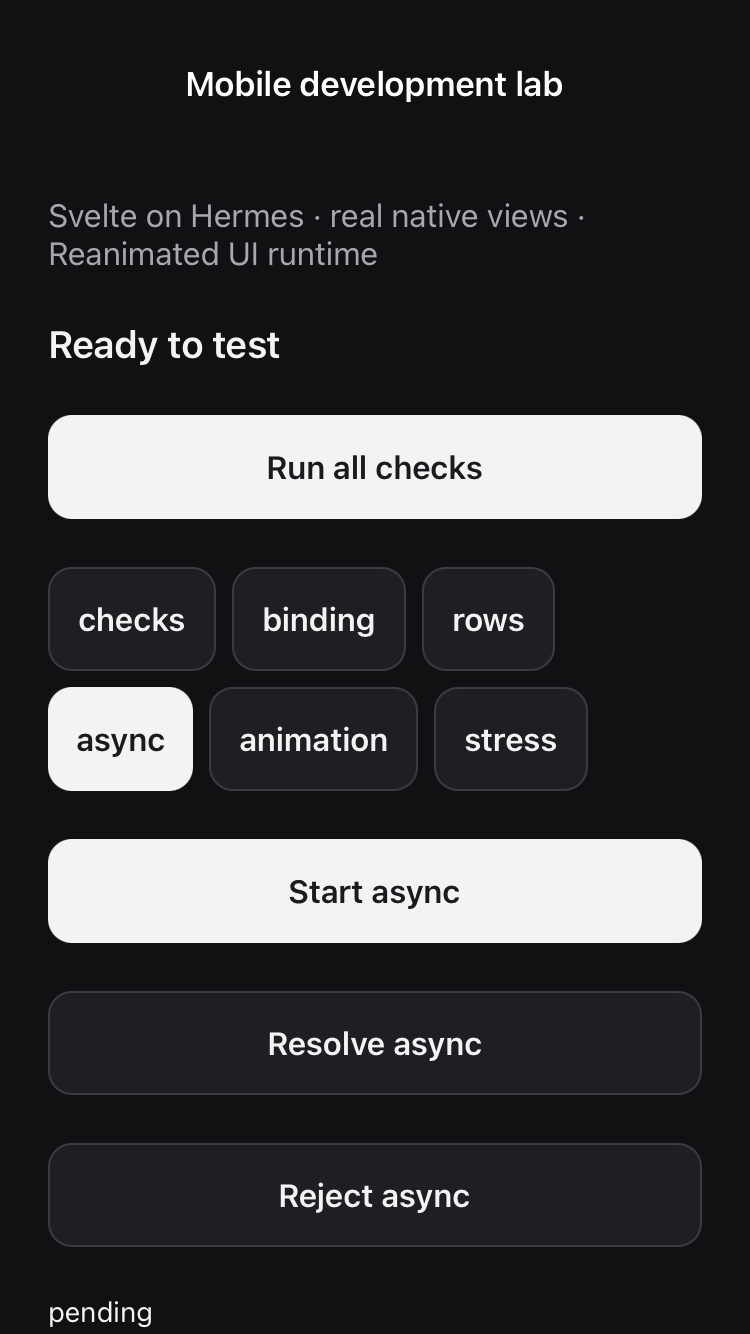 Mobile development lab
Svelte on Hermes · real native views ·
Reanimated UI runtime
Ready to test
Run all checks
checks binding rows
async animation stress
Start async
Resolve async
Reject async
pending